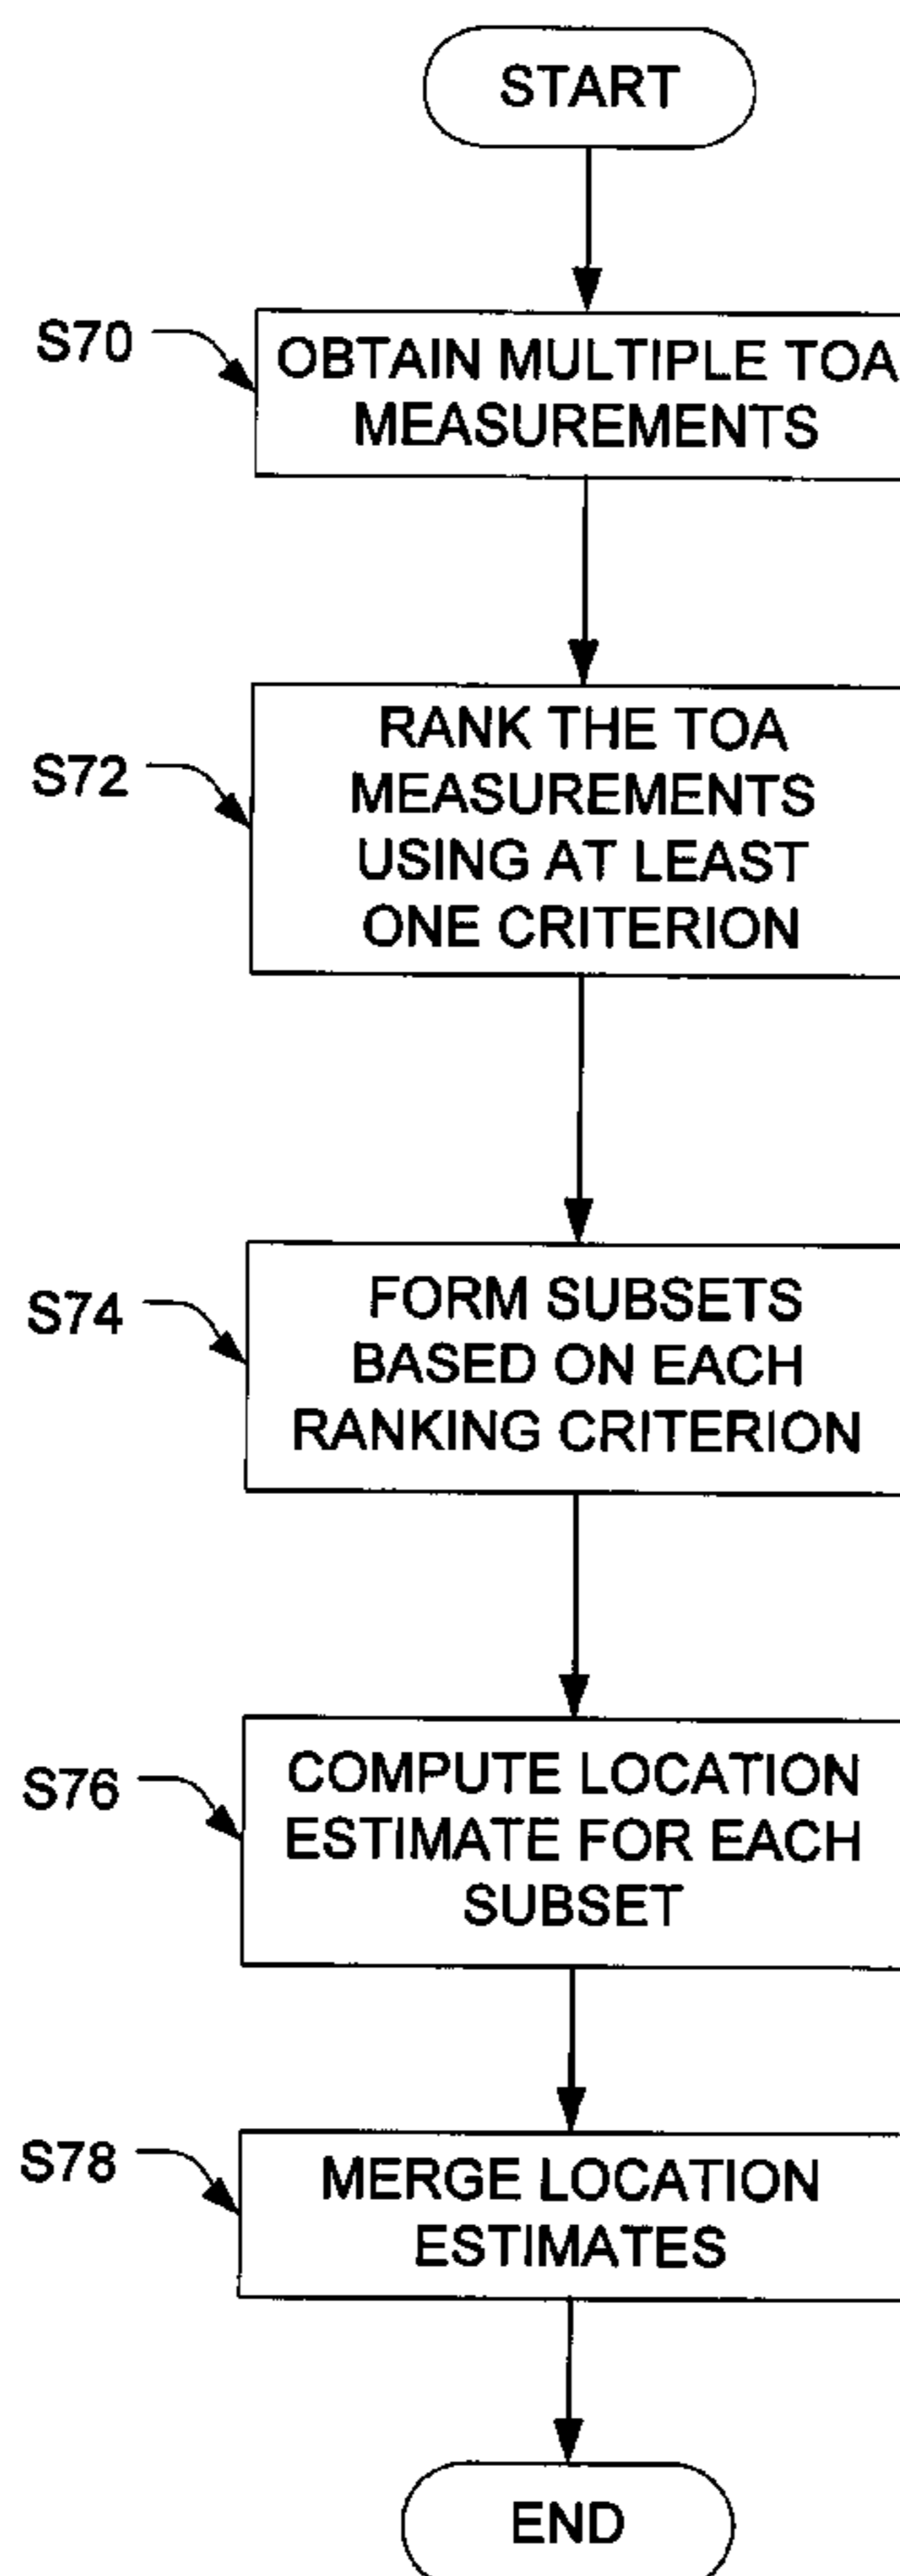 START
S70
OBTAIN MULTIPLE TOA
MEASUREMENTS
S72
RANK THE TOA
MEASUREMENTS
USING AT LEAST
ONE CRITERION
S74
FORM SUBSETS
BASED ON EACH
RANKING CRITERION
S76
COMPUTE LOCATION
ESTIMATE FOR EACH
SUBSET
S78
MERGE LOCATION
ESTIMATES
END